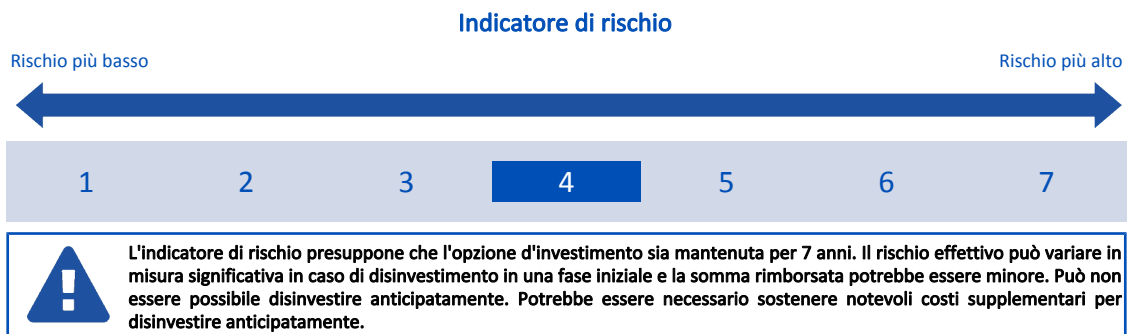 Indicatore di rischio
Rischio più basso
Rischio più alto
1 2 3 4 5 6 7
L'indicatore di rischio presuppone che l'opzione d'investimento sia mantenuta per 7 anni. Il rischio effettivo può variare in
misura significativa in caso di disinvestimento in una fase iniziale e la somma rimborsata potrebbe essere minore. Può non
essere possibile disinvestire anticipatamente. Potrebbe essere necessario sostenere notevoli costi supplementari per
disinvestire anticipatamente.